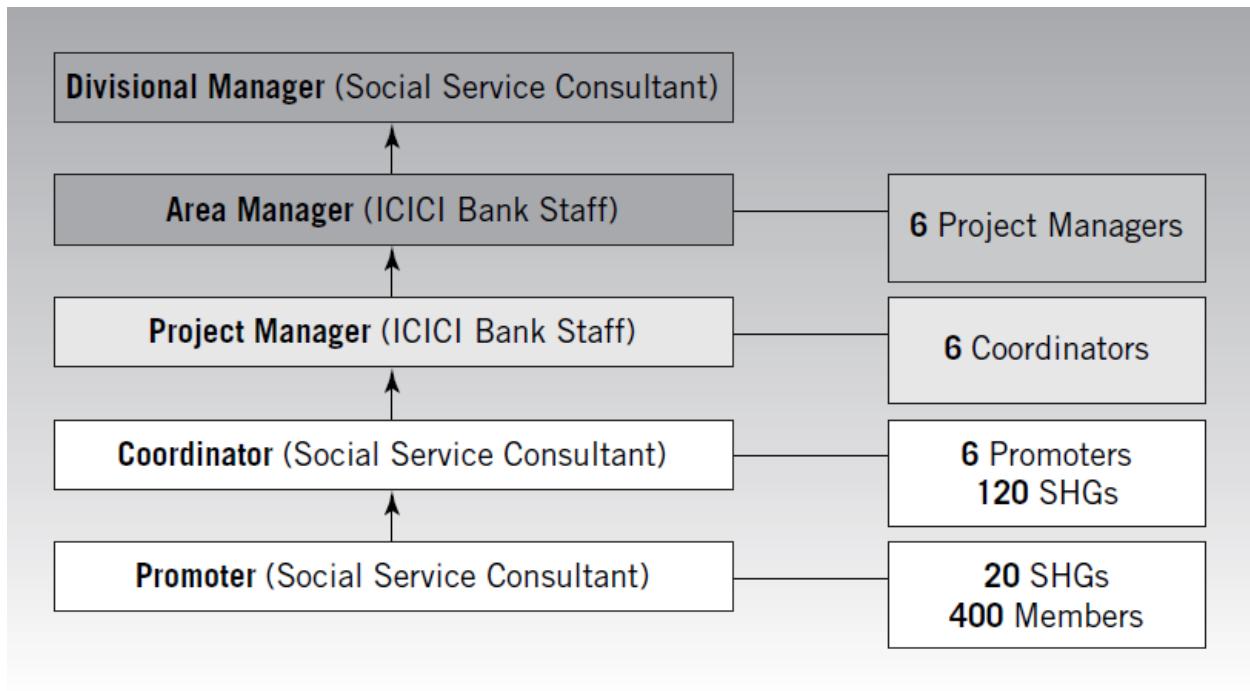 Divisional Manager (Social Service Consultant)
Area Manager (ICICI Bank Staff)
6 Project Managers
Project Manager (ICICI Bank Staff)
6 Coordinators
Coordinator (Social Service Consultant)
6 Promoters
120 SHGs
Promoter (Social Service Consultant)
20 SHGs
400 Members